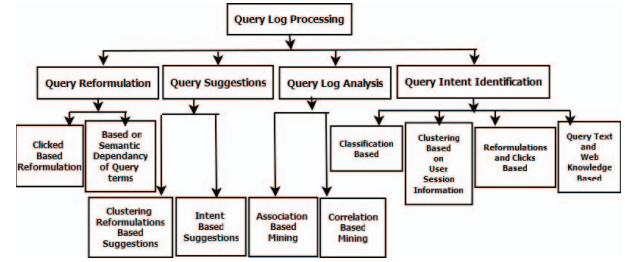 Query Log Processing
Query Reformulation
Query Suggestions
Query Log Analysis
Query Intent Identification
Clicked
Based
Reformulation
Based on
Semantic
Dependancy
of Query
terms
Classification
Based
Clustering
Based
on
User
Session
Information
Reformulations
and Clicks
Based
Query Text
and
Web
Knowledge
Based
Clustering
Reformulations
Based
Suggestions
Intent
Based
Suggestions
Association
Based
Mining
Correlation
Based
Mining